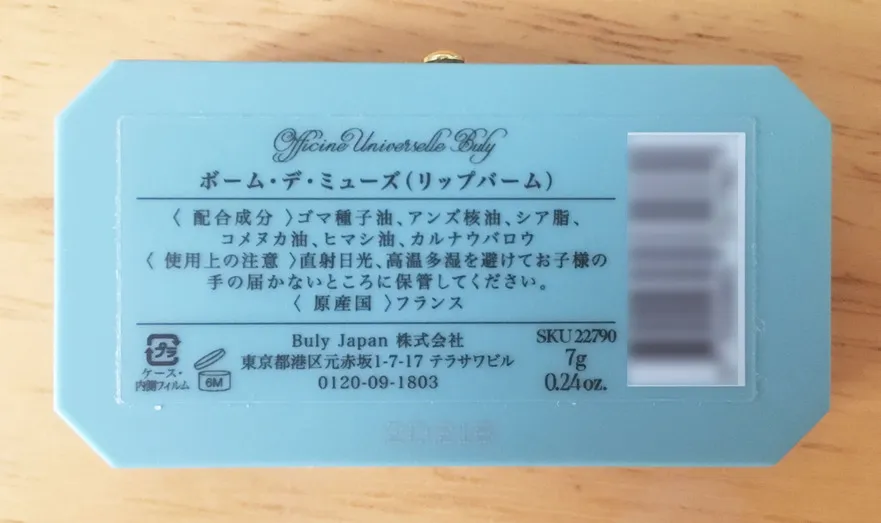 Officine Universelle Buly
ボーム・デ・ミューズ(リップバーム)
〈 配合成分 〉ゴマ種子油、アンズ核油、シア脂、
コメヌカ油、ヒマシ油、カルナウバロウ
〈 使用上の注意 〉直射日光、高温多湿を避けてお子様の
手の届かないところに保管してください。
〈 原産国 〉フランス
プラ
ケース・
内側フィルム
6M
Buly Japan 株式会社
東京都港区元赤坂1-7-17 テラサワビル
0120-09-1803
SKU 22790
7g
0.24 oz.